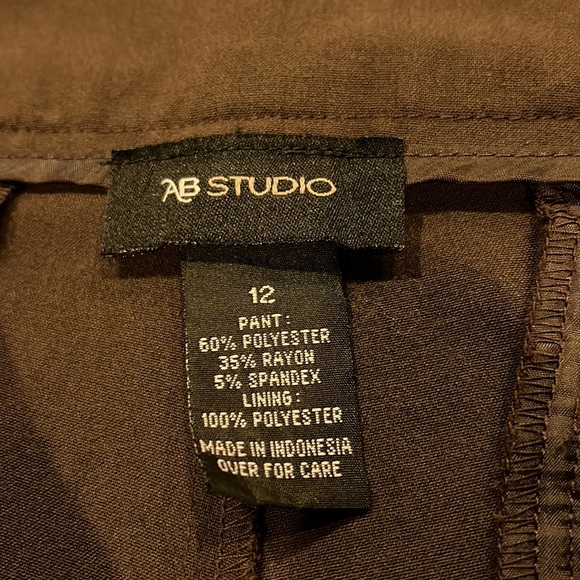 AB STUDIO
12
PANT:
60% POLYESTER
35% RAYON
5% SPANDEX
LINING:
100% POLYESTER
MADE IN INDONESIA
OVER FOR CARE